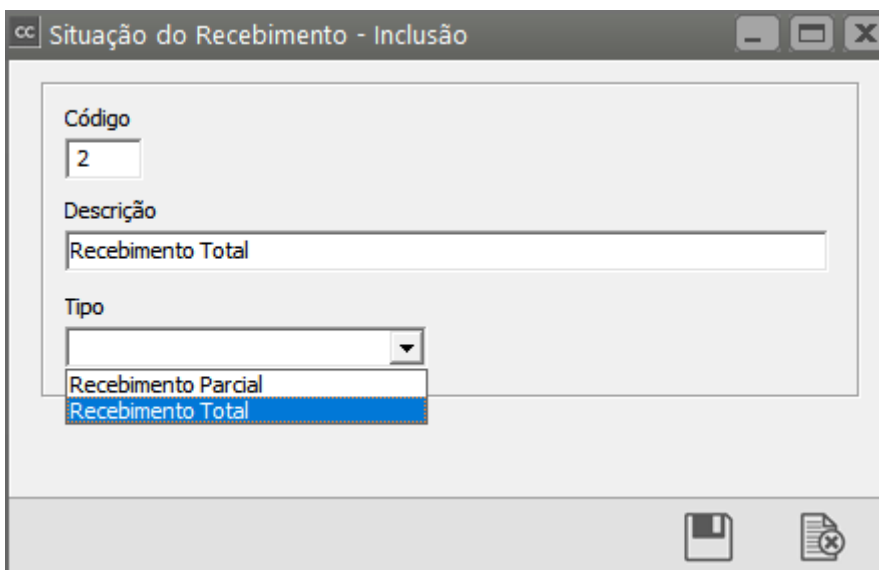 cc Situação do Recebimento - Inclusão
Código
2
Descrição
Recebimento Total
Tipo
Recebimento Parcial
Recebimento Total